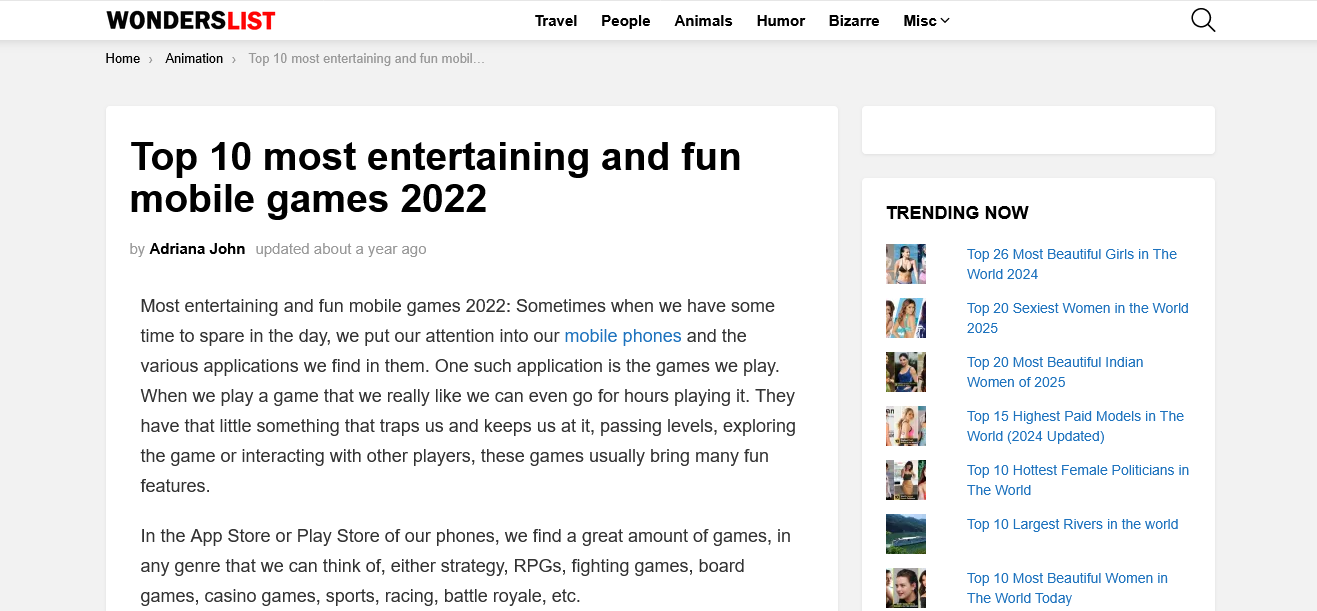 WONDERSLIST
Travel People Animals Humor Bizarre Misc
Home › Animation › Top 10 most entertaining and fun mobil...
Top 10 most entertaining and fun
mobile games 2022
by Adriana John updated about a year ago
Most entertaining and fun mobile games 2022: Sometimes when we have some
time to spare in the day, we put our attention into our mobile phones and the
various applications we find in them. One such application is the games we play.
When we play a game that we really like we can even go for hours playing it. They
have that little something that traps us and keeps us at it, passing levels, exploring
the game or interacting with other players, these games usually bring many fun
features.
In the App Store or Play Store of our phones, we find a great amount of games, in
any genre that we can think of, either strategy, RPGs, fighting games, board
games, casino games, sports, racing, battle royale, etc.
TRENDING NOW
Top 26 Most Beautiful Girls in The
World 2024
Top 20 Sexiest Women in the World
2025
Top 20 Most Beautiful Indian
Women of 2025
Top 15 Highest Paid Models in The
World (2024 Updated)
Top 10 Hottest Female Politicians in
The World
Top 10 Largest Rivers in the world
Top 10 Most Beautiful Women in
The World Today